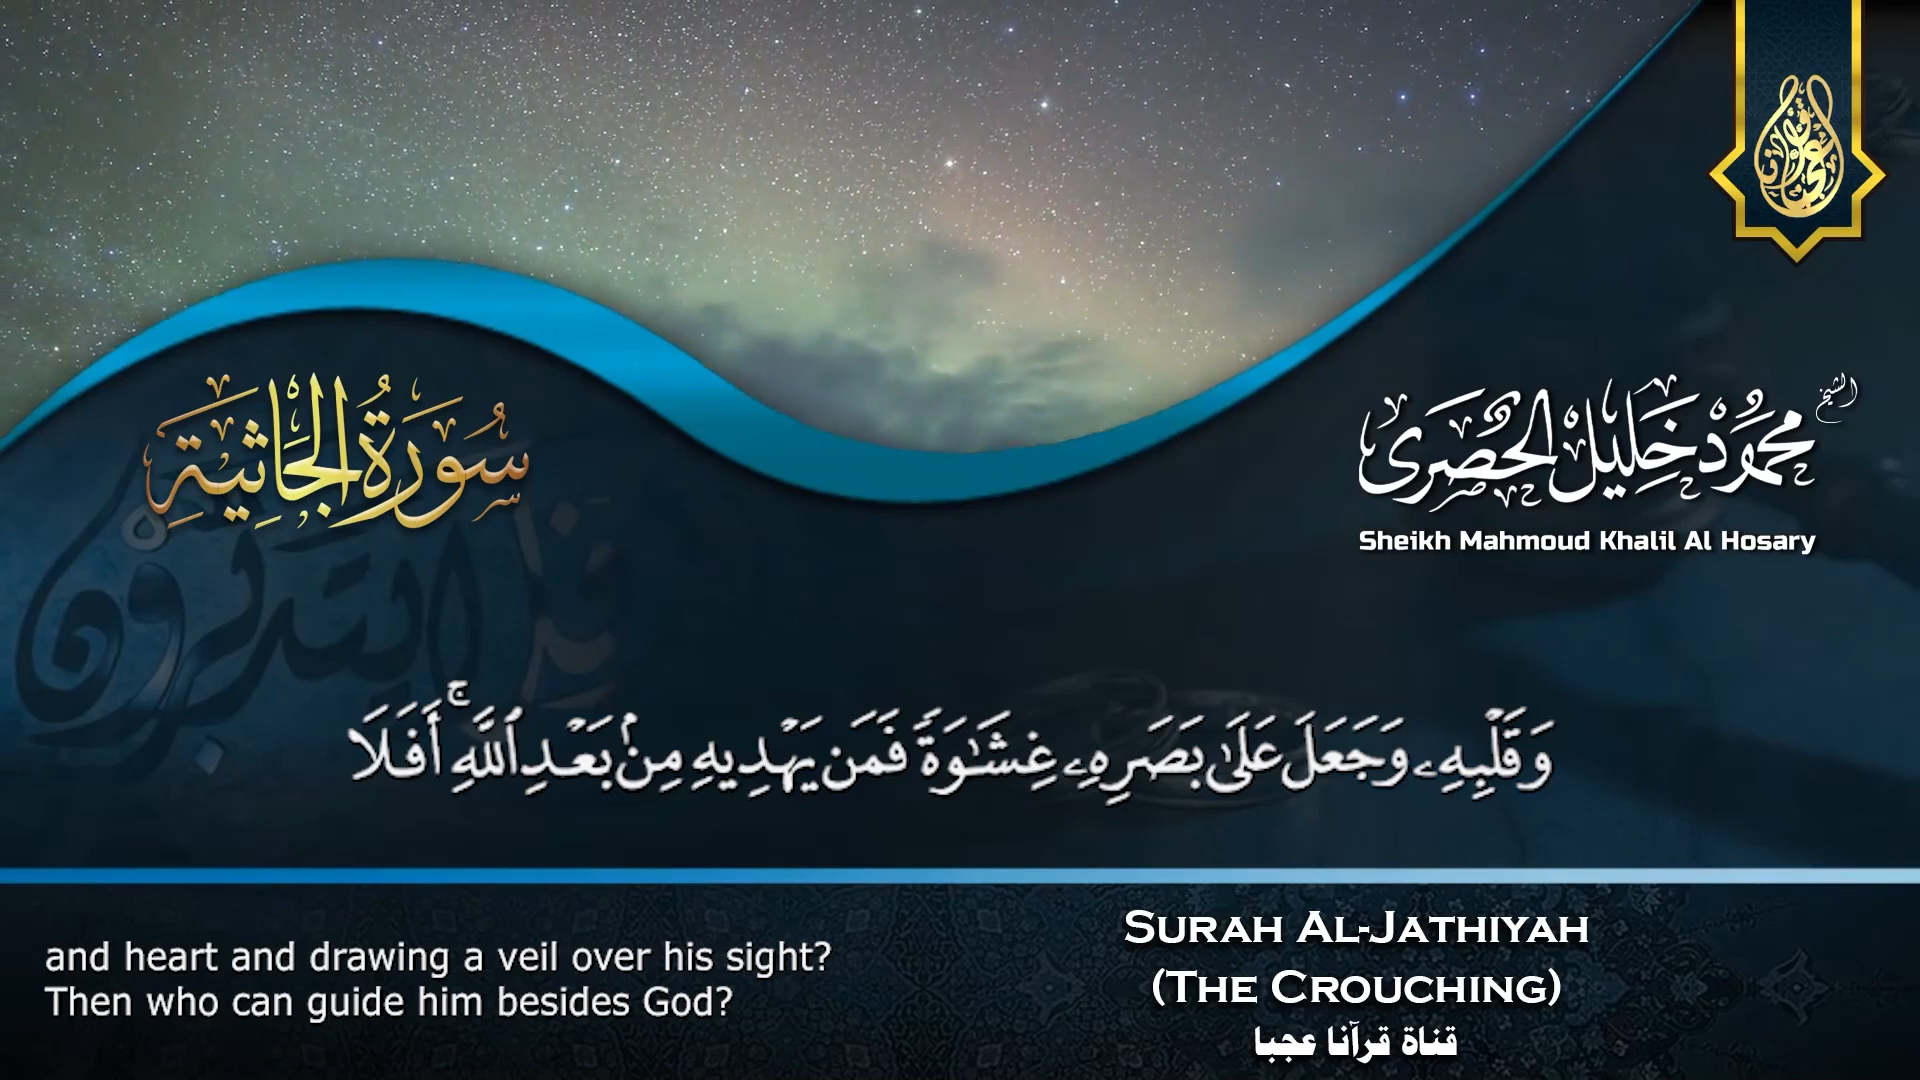 سُورَةُ الجَاثِيَةِ
الشيخ
محمود خليل الحصري
Sheikh Mahmoud Khalil Al Hosary
وَقَلْبِهِۦ وَجَعَلَ عَلَىٰ بَصَرِهِۦ غِشَٰوَةً فَمَن يَهْدِيهِ مِنۢ بَعْدِ ٱللَّهِ ۚ أَفَلَا
and heart and drawing a veil over his sight?
Then who can guide him besides God?
SURAH AL-JATHIYAH
(THE CROUCHING)
قناة قرآنا عجبا